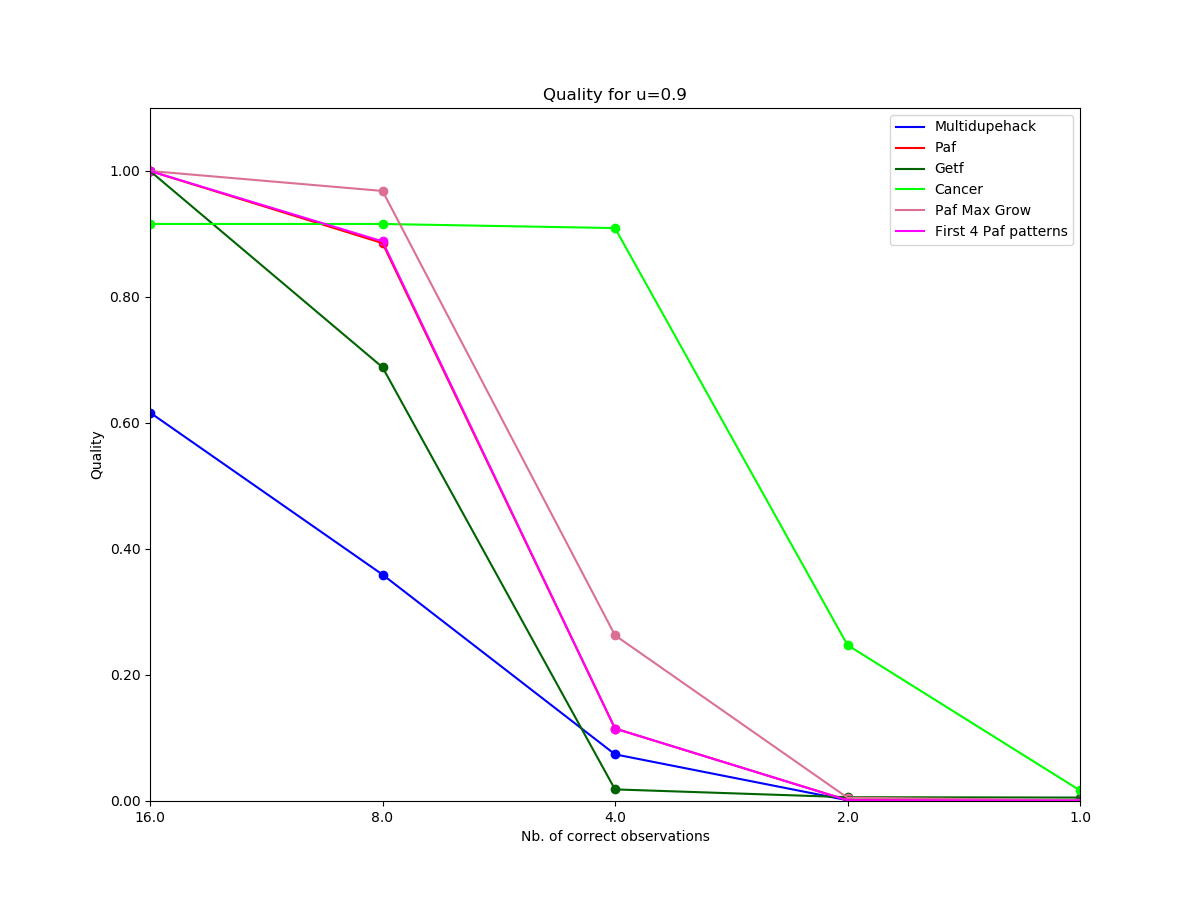 Quality for u=0.9
Multidupehack
Paf
Getf
Cancer
Paf Max Grow
First 4 Paf patterns
1.00
0.80
0.60
0.40
0.20
0.00
Quality
16.0 8.0 4.0 2.0 1.0
Nb. of correct observations